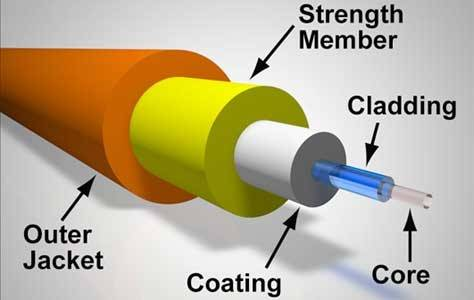 Strength
Member
Cladding
Outer
Jacket
Coating
Core